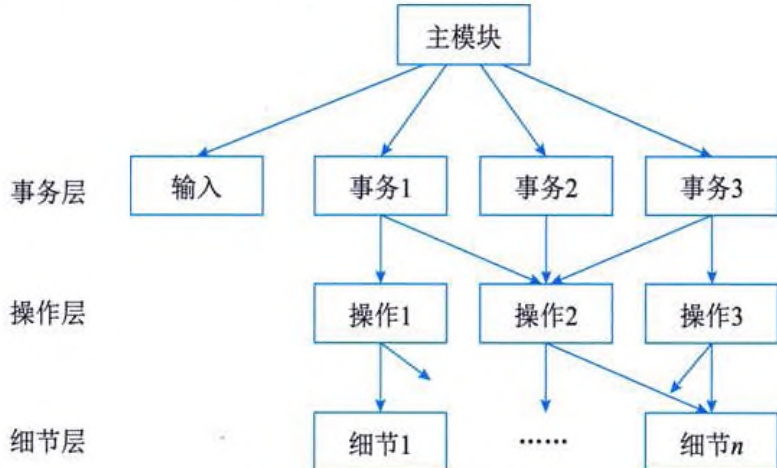 主模块
事务层 输入 事务1 事务2 事务3
操作层 操作1 操作2 操作3
细节层 细节1 …… 细节n